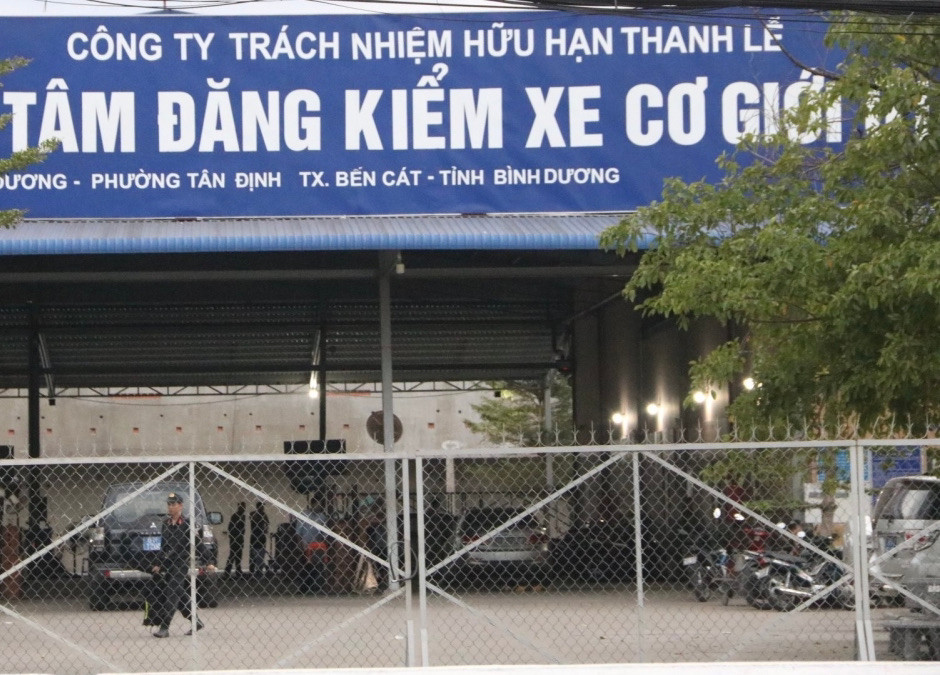 CÔNG TY TRÁCH NHIỆM HỮU HẠN THANH LỄ
TÂM ĐĂNG KIỂM XE CƠ GIỚI
DƯƠNG - PHƯỜNG TÂN ĐỊNH TX. BẾN CÁT - TỈNH BÌNH DƯƠNG